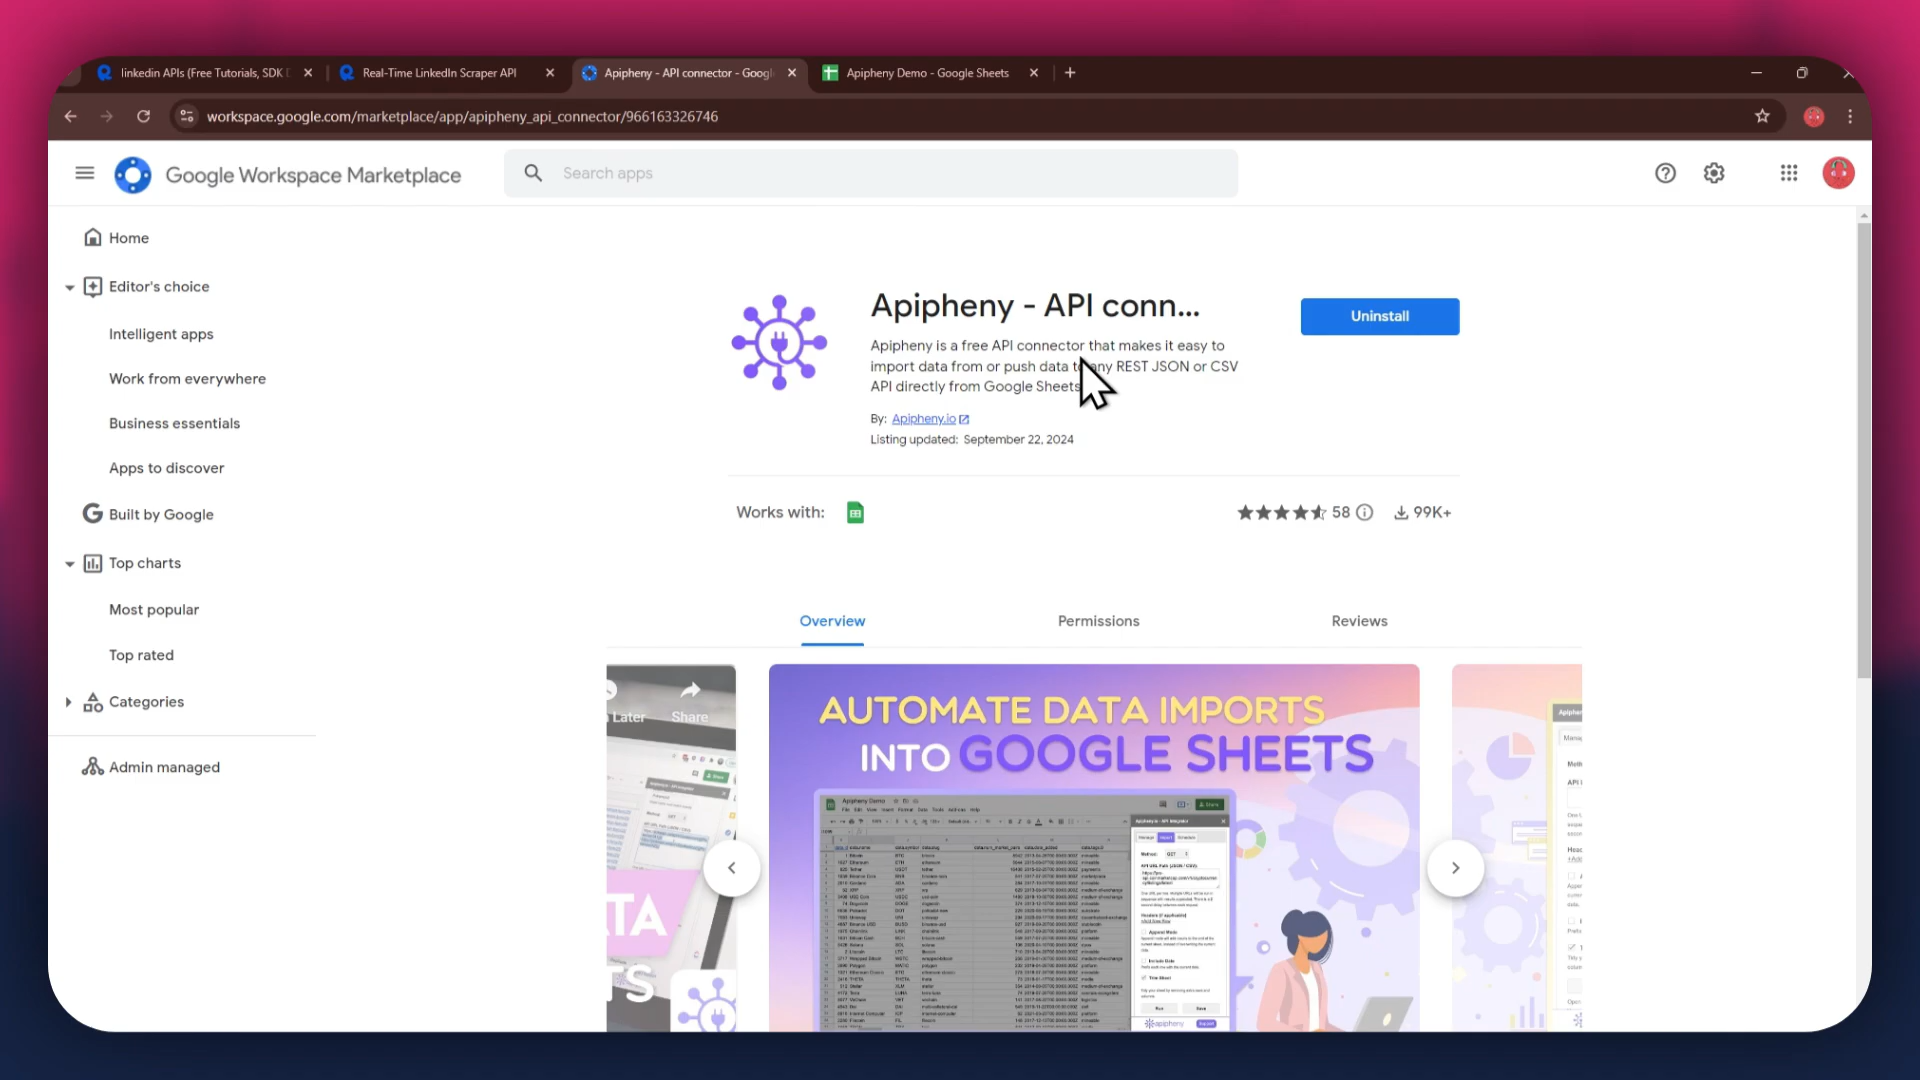 linkedin APIs (Free Tutorials, SDK
Real-Time LinkedIn Scraper API
Apipheny - API connector - Googl
Apipheny Demo - Google Sheets
workspace.google.com/marketplace/app/apipheny_api_connector/966163326746
Google Workspace Marketplace
Search apps
Home
Editor's choice
Intelligent apps
Work from everywhere
Business essentials
Apps to discover
Built by Google
Top charts
Most popular
Top rated
Categories
Admin managed
Apipheny - API conn...
Uninstall
Apipheny is a free API connector that makes it easy to
import data from or push data to any REST JSON or CSV
API directly from Google Sheets
By: Apipheny.io
Listing updated: September 22, 2024
Works with:
58
99K+
Overview
Permissions
Reviews
Later
Share
TA
TS
AUTOMATE DATA IMPORTS
INTO GOOGLE SHEETS
Apipheny Demo
apipheny